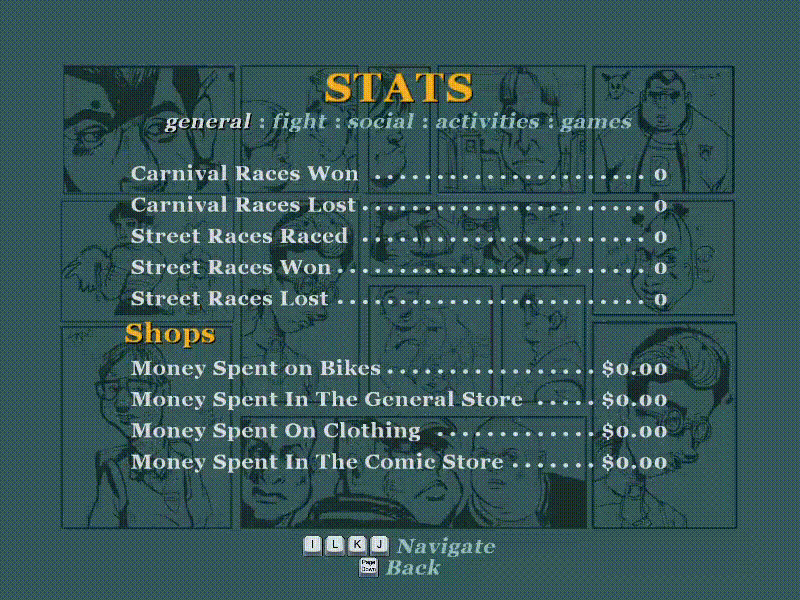 STATS
general : fight : social : activities : games
Carnival Races Won ...................... 0
Carnival Races Lost ....................... 0
Street Races Raced ....................... 0
Street Races Won ......................... 0
Street Races Lost ......................... 0
Shops
Money Spent on Bikes ................. $0.00
Money Spent In The General Store ..... $0.00
Money Spent On Clothing ............. $0.00
Money Spent In The Comic Store ....... $0.00
I L K J Navigate
Page Down Back